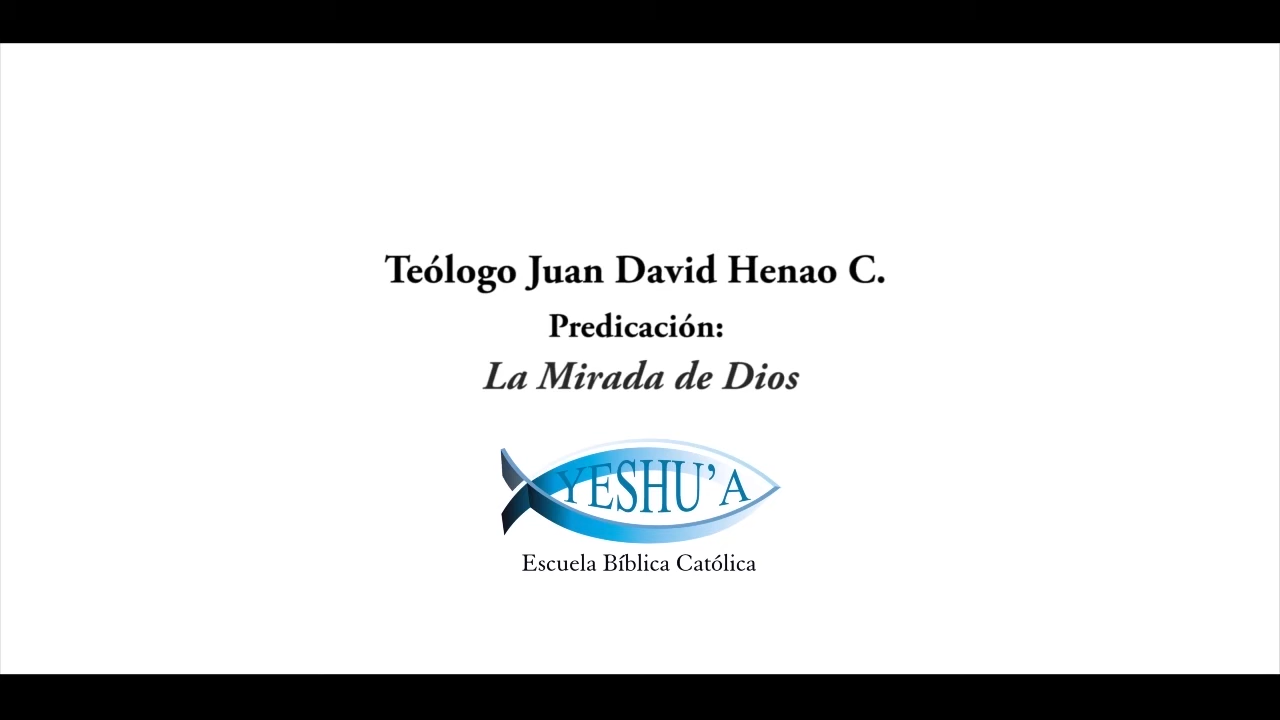 Teólogo Juan David Henao C.
Predicación:
La Mirada de Dios
YESHU’A
Escuela Bíblica Católica